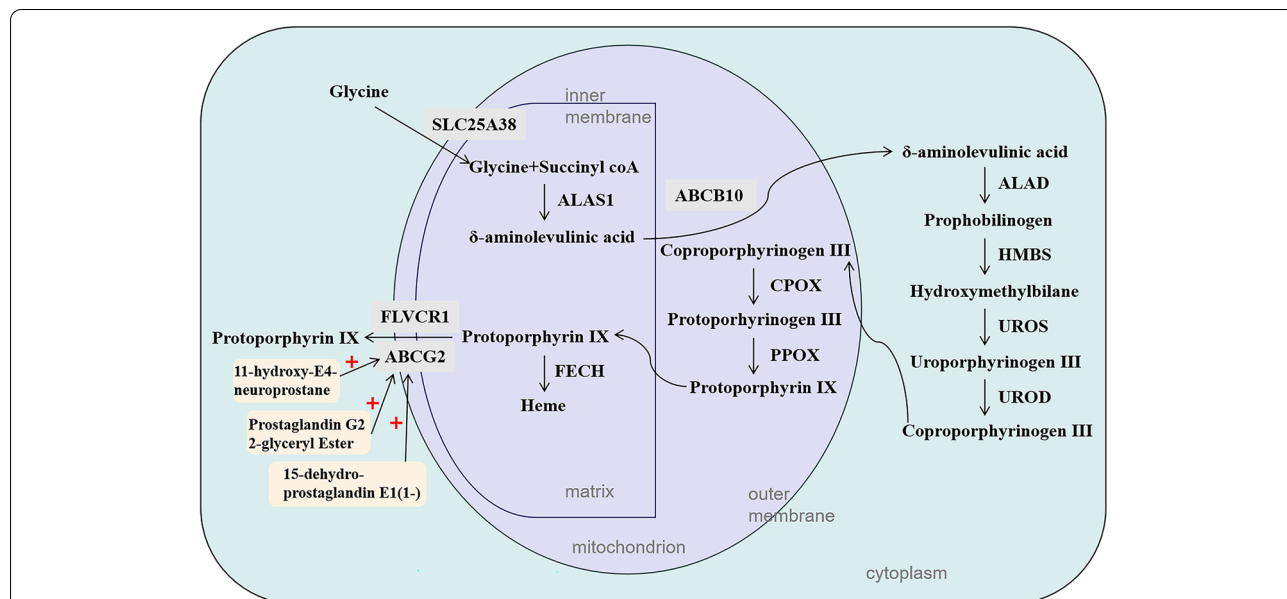 Glycine
SLC25A38
inner
membrane
Glycine+Succinyl coA
ALAS1
δ-aminolevulinic acid
ABCB10
δ-aminolevulinic acid
ALAD
Prophobilinogen
HMBS
Hydroxymethylbilane
UROS
Uroporphyrinogen III
UROD
Coproporphyrinogen III
Coproporphyrinogen III
CPOX
Protoporhyrinogen III
PPOX
Protoporphyrin IX
Protoporphyrin IX
FECH
Heme
FLVCR1
Protoporphyrin IX
ABCG2
+
11-hydroxy-E4-
neuroprostane
+
Prostaglandin G2
2-glyceryl Ester
+
15-dehydro-
prostaglandin E1(1-)
matrix
outer
membrane
mitochondrion
cytoplasm